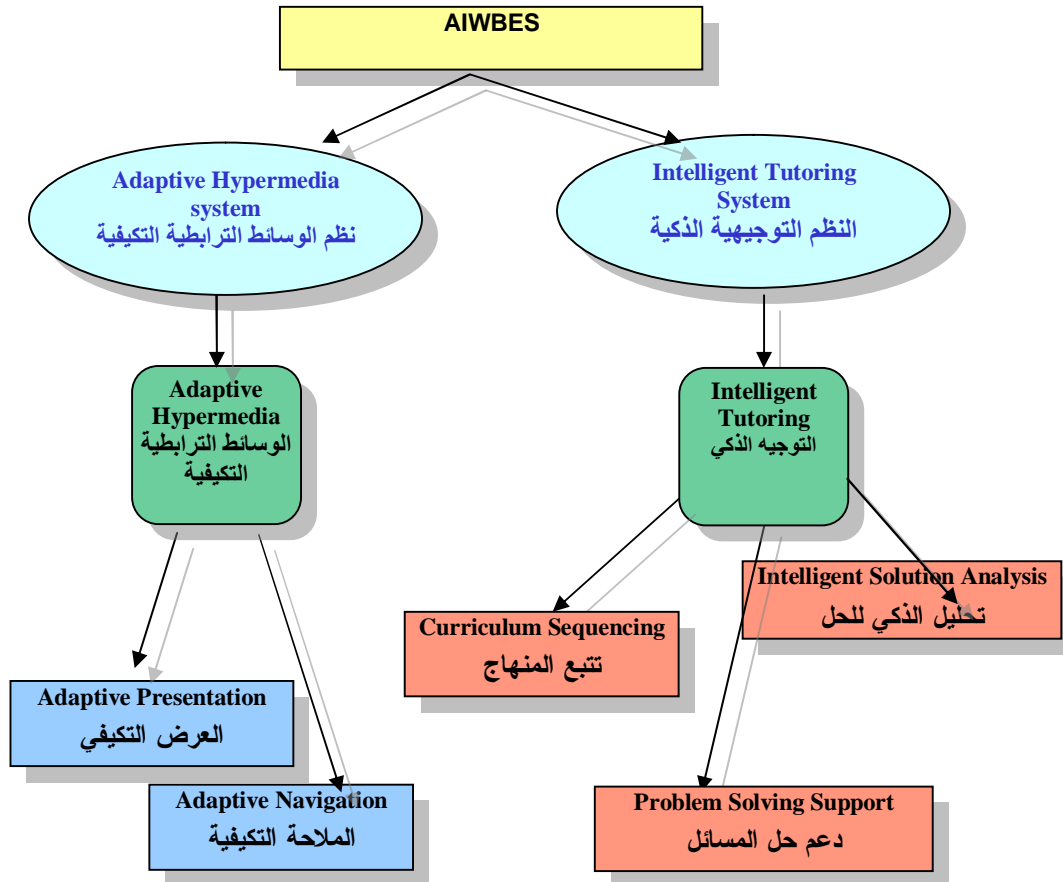 AIWBES
Adaptive Hypermedia
system
نظم الوسائط الترابطية التكيفية
Intelligent Tutoring
System
النظم التوجيهية الذكية
Adaptive
Hypermedia
الوسائط الترابطية
التكيفية
Intelligent
Tutoring
التوجيه الذكي
Intelligent Solution Analysis
تحليل الذكي للحل
Curriculum Sequencing
تتبع المنهاج
Adaptive Presentation
العرض التكيفي
Adaptive Navigation
الملاحة التكيفية
Problem Solving Support
دعم حل المسائل